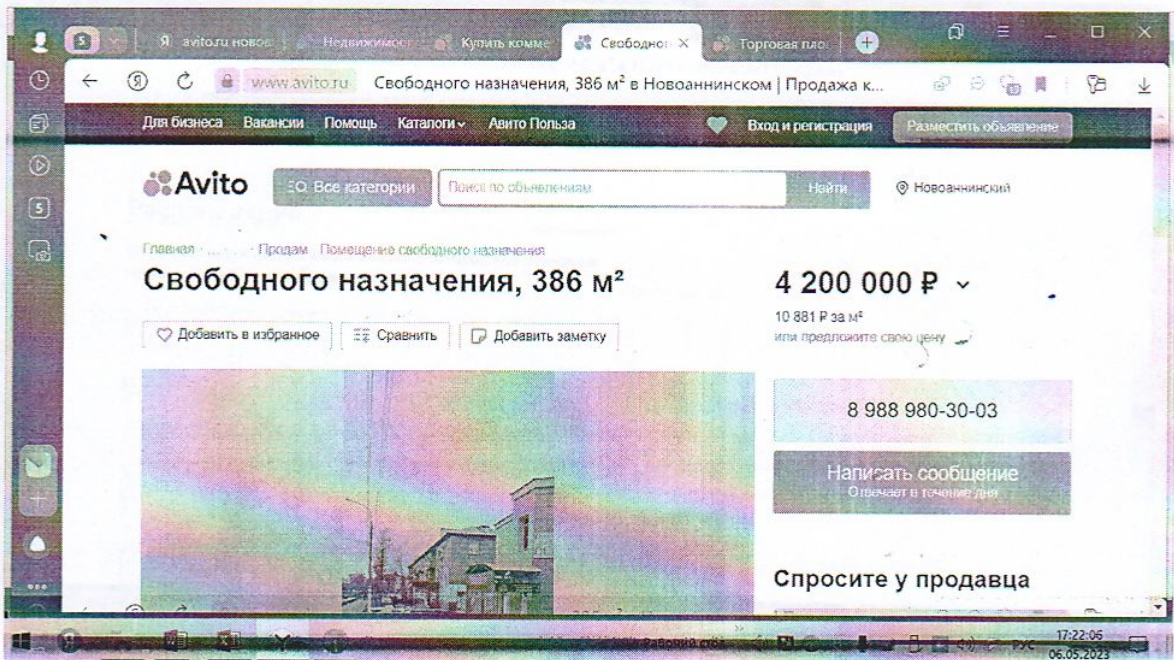 Я avito.ru новоа
Недвижимост
Купить комме
Свободног
Торговая пло
www.avito.ru Свободного назначения, 386 м² в Новоаннинском | Продажа к...
Для бизнеса Вакансии Помощь Каталоги Авито Польза
Вход и регистрация
Разместить объявление
Avito
Все категории
Поиск по объявлениям
Найти
Новоаннинский
Главная · ... · Продам Помещение свободного назначения
Свободного назначения, 386 м²
4 200 000 ₽
10 881 ₽ за м²
или предложите свою цену
Добавить в избранное
Сравнить
Добавить заметку
8 988 980-30-03
Написать сообщение
Отвечает в течение дня
Спросите у продавца
РУС
17:22:06
06.05.2023